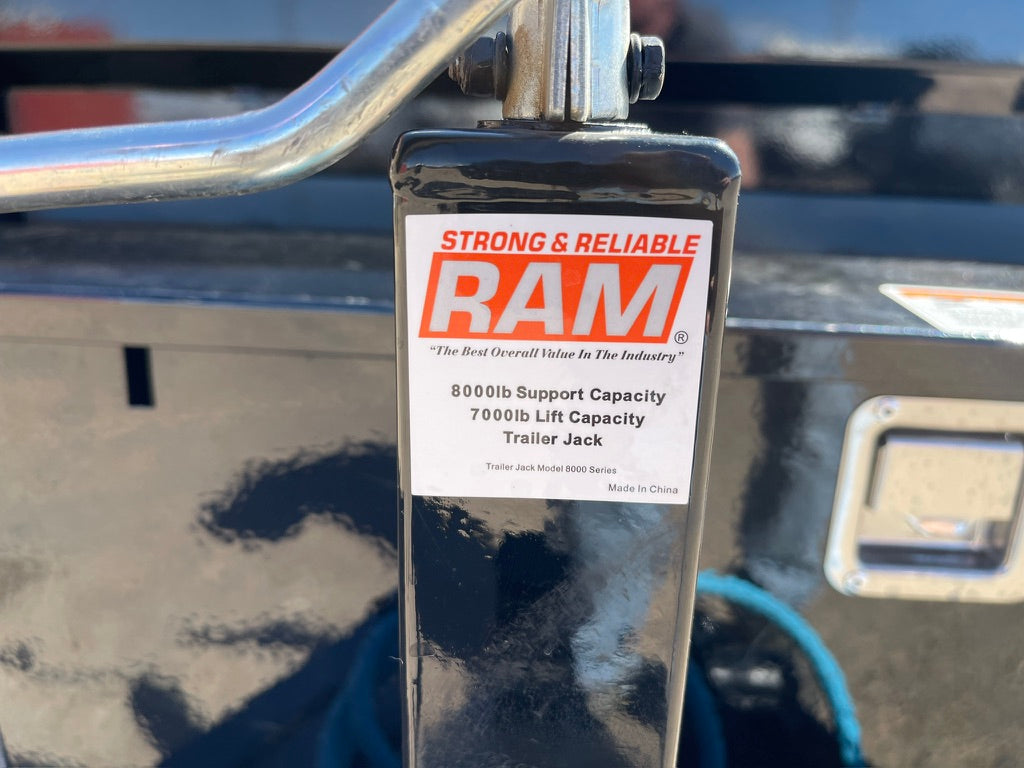 STRONG & RELIABLE
RAM®
“The Best Overall Value In The Industry”
8000lb Support Capacity
7000lb Lift Capacity
Trailer Jack
Trailer Jack Model 8000 Series
Made In China